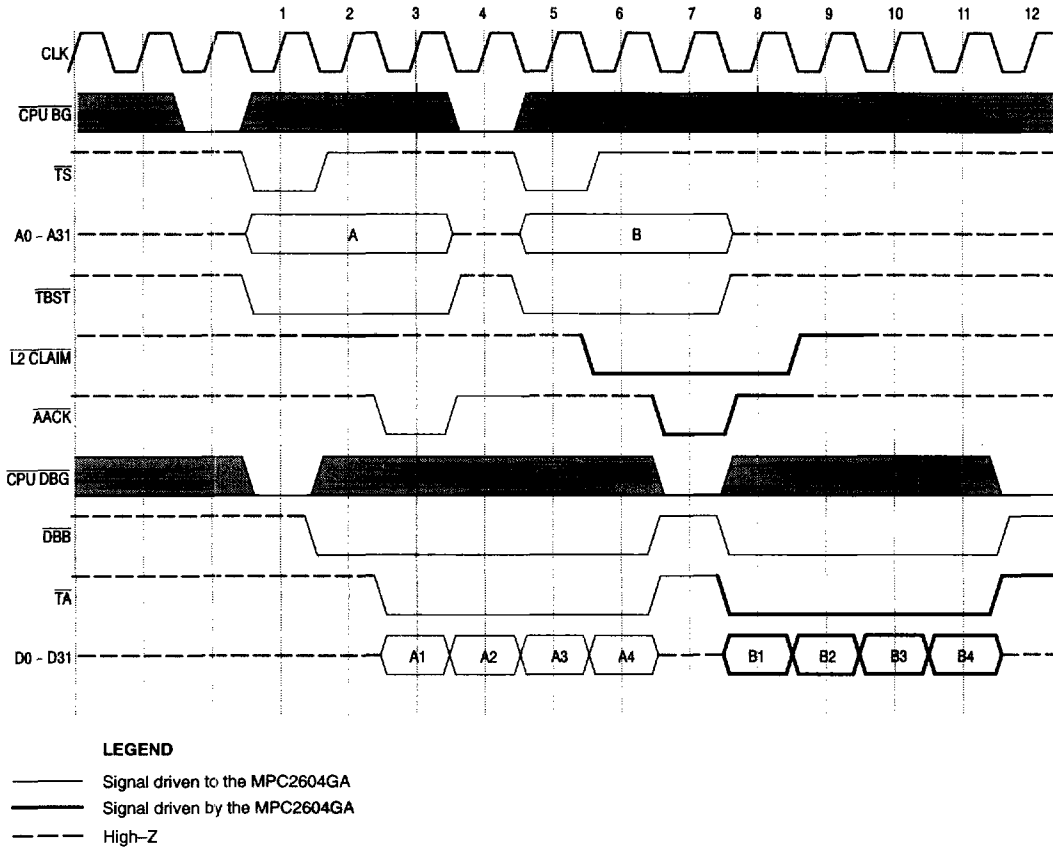 1 2 3 4 5 6 7 8 9 10 11 12
CLK
CPU BG
TS
A0 – A31 A B
TBST
L2 CLAIM
AACK
CPU DBG
DBB
TA
D0 – D31 A1 A2 A3 A4 B1 B2 B3 B4
LEGEND
Signal driven to the MPC2604GA
Signal driven by the MPC2604GA
High–Z